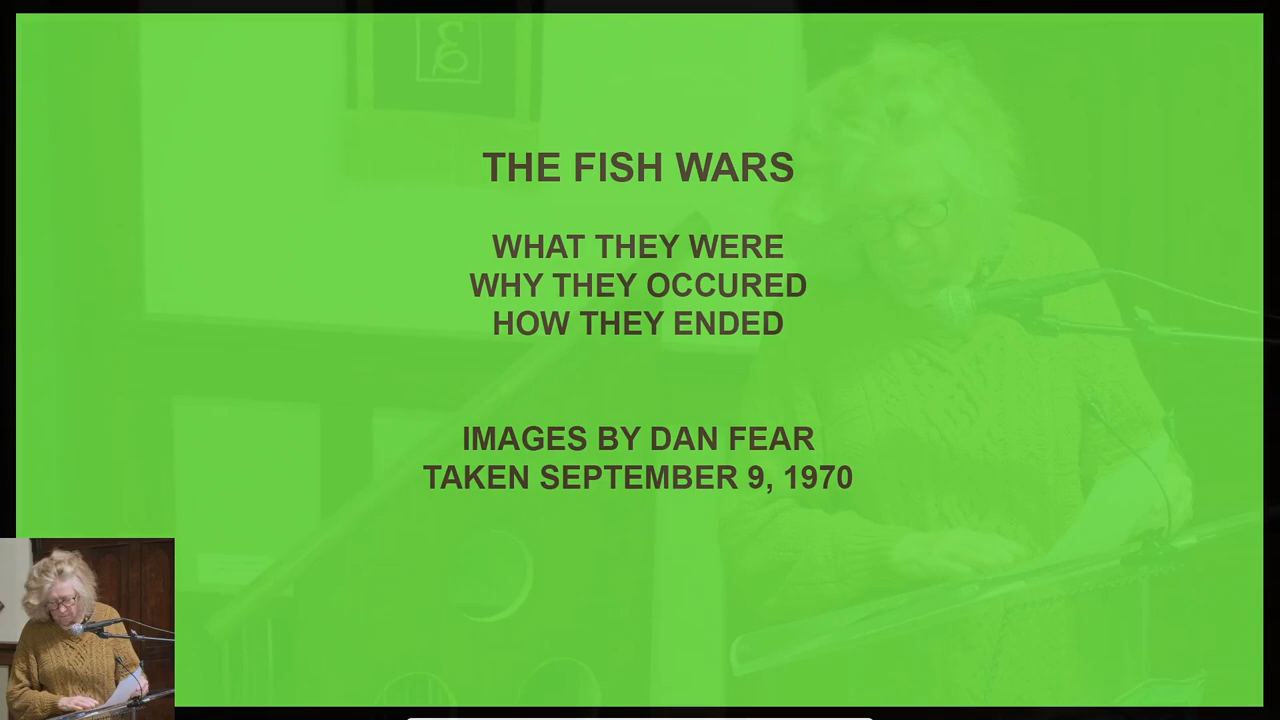 THE FISH WARS
WHAT THEY WERE
WHY THEY OCCURED
HOW THEY ENDED
IMAGES BY DAN FEAR
TAKEN SEPTEMBER 9, 1970